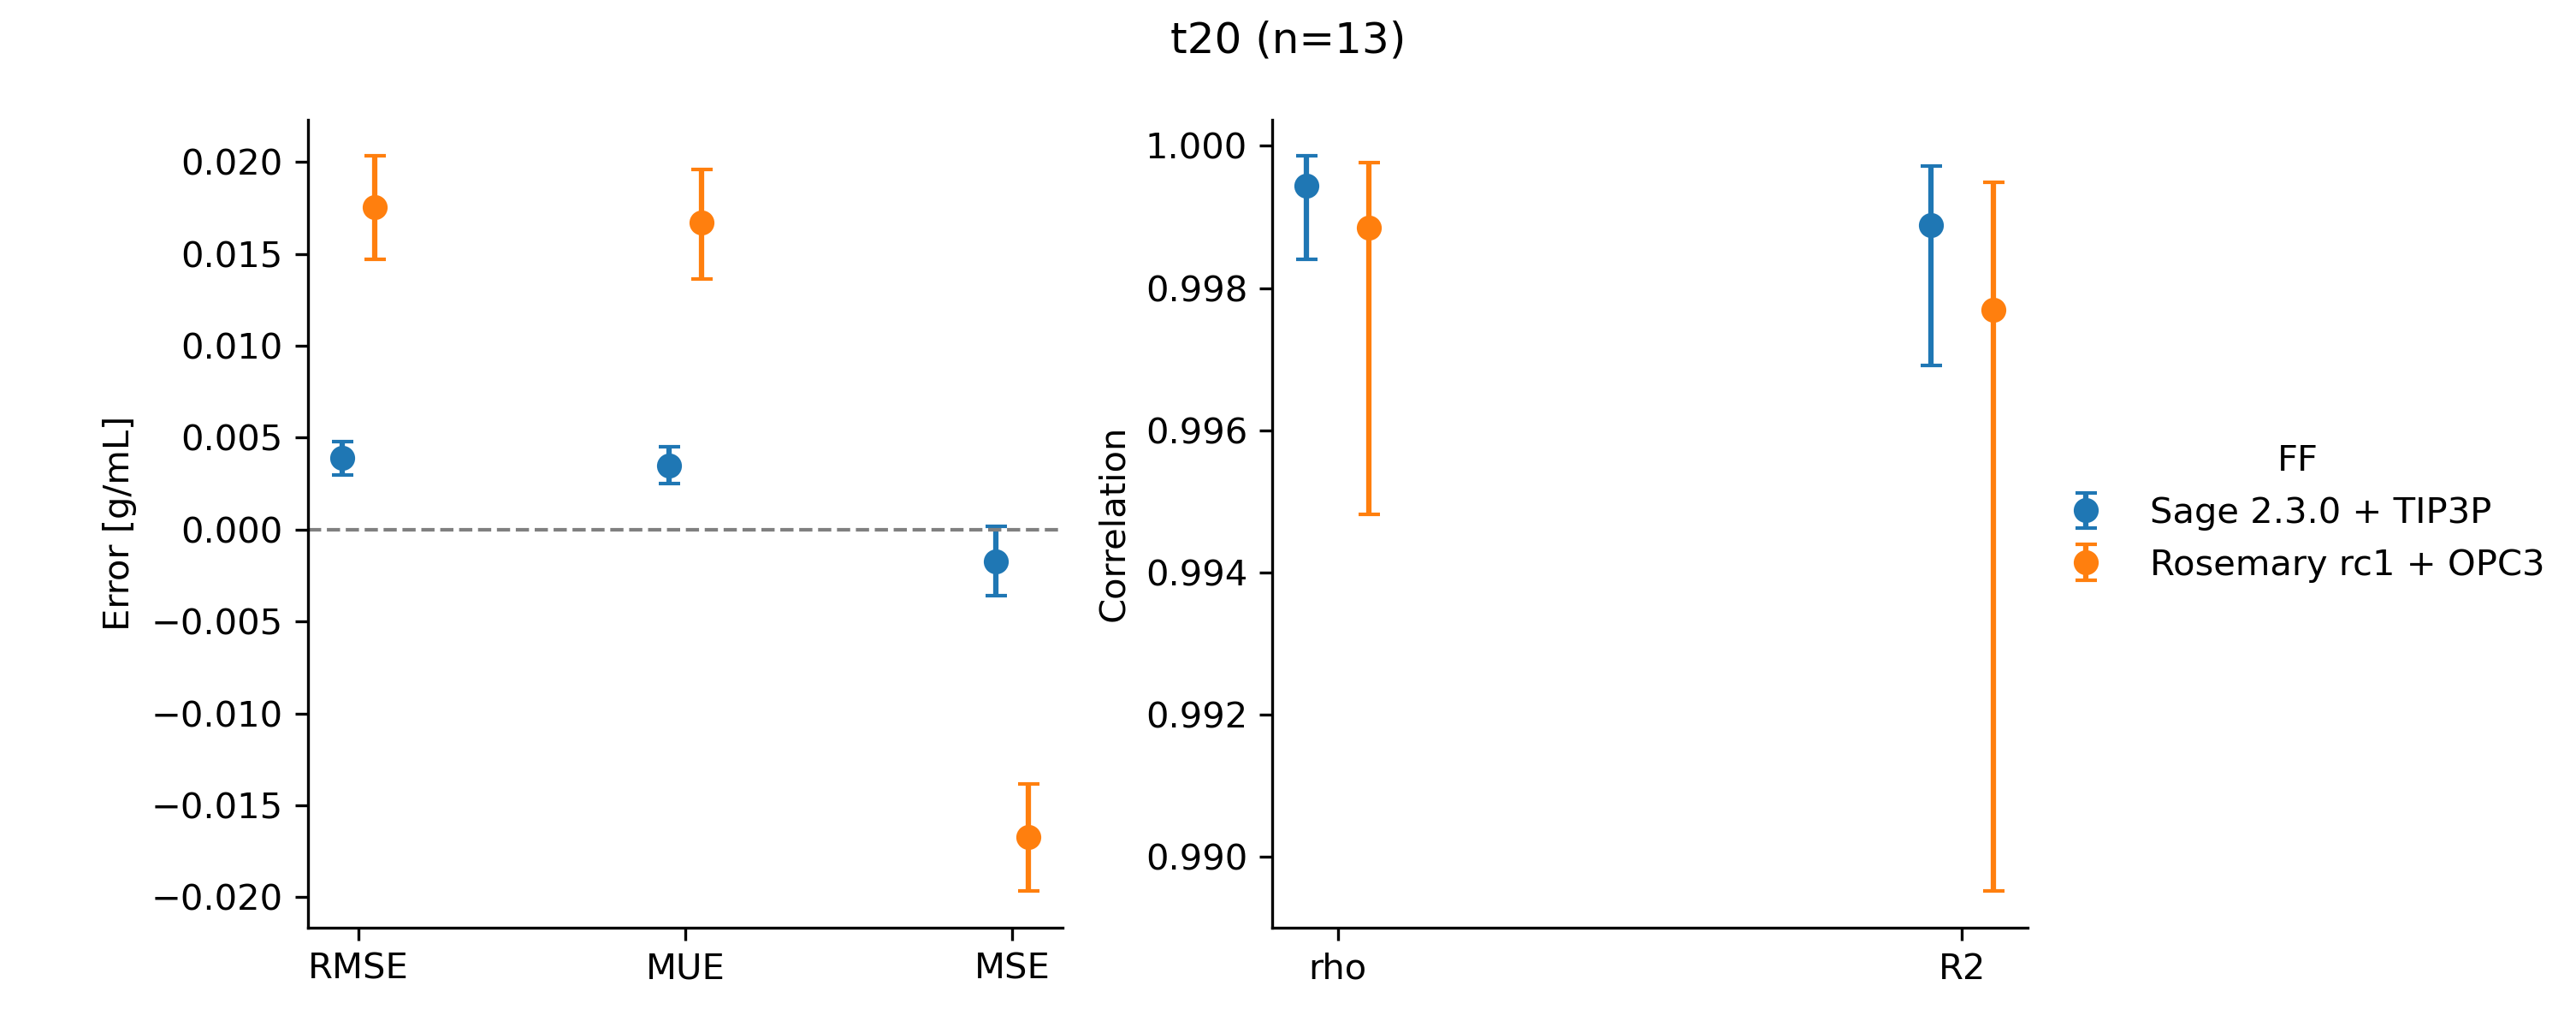 t20 (n=13)
Error [g/mL]
0.020
0.015
0.010
0.005
0.000
−0.005
−0.010
−0.015
−0.020
RMSE MUE MSE
Correlation
1.000
0.998
0.996
0.994
0.992
0.990
rho R2
FF
Sage 2.3.0 + TIP3P
Rosemary rc1 + OPC3